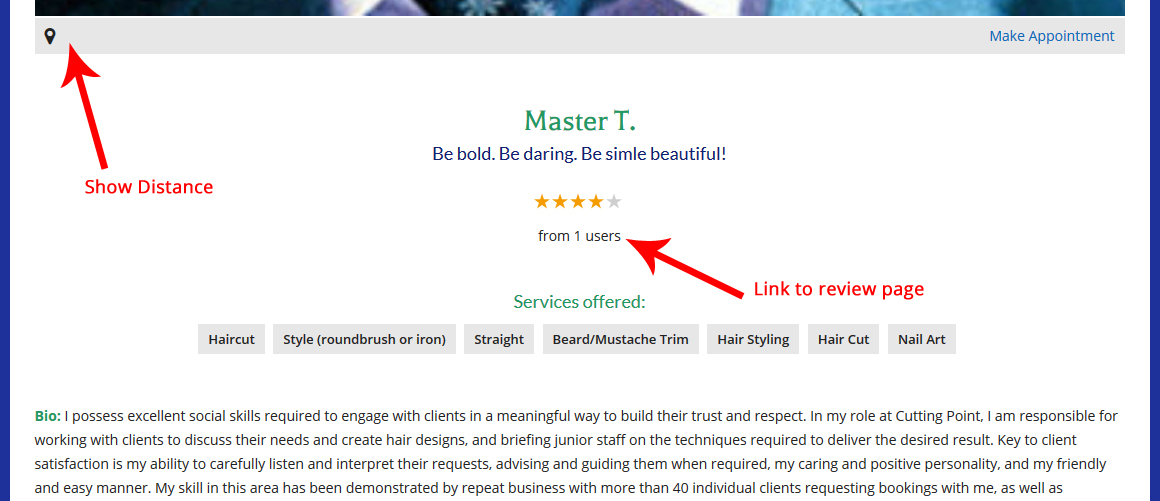 Make Appointment
Master T.
Be bold. Be daring. Be simle beautiful!
Show Distance
from 1 users
Link to review page
Services offered:
Haircut Style (roundbrush or iron) Straight Beard/Mustache Trim Hair Styling Hair Cut Nail Art
Bio: I possess excellent social skills required to engage with clients in a meaningful way to build their trust and respect. In my role at Cutting Point, I am responsible for
working with clients to discuss their needs and create hair designs, and briefing junior staff on the techniques required to deliver the desired result. Key to client
satisfaction is my ability to carefully listen and interpret their requests, advising and guiding them when required, my caring and positive personality, and my friendly
and easy manner. My skill in this area has been demonstrated by repeat business with more than 40 individual clients requesting bookings with me, as well as